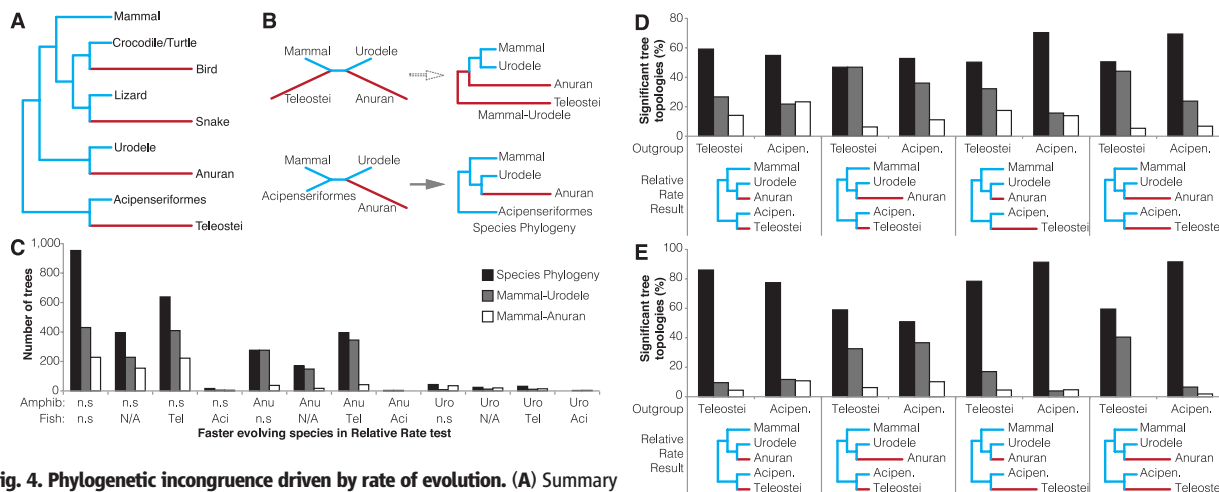 A
Mammal
Crocodile/Turtle
Bird
Lizard
Snake
Urodele
Anuran
Acipenseriformes
Teleostei
B
Mammal
Urodele
Teleostei
Anuran
Mammal
Urodele
Anuran
Teleostei
Mammal-Urodele
Mammal
Urodele
Acipenseriformes
Anuran
Mammal
Urodele
Anuran
Acipenseriformes
Species Phylogeny
C
Number of trees
1,000
800
600
400
200
0
Species Phylogeny
Mammal-Urodele
Mammal-Anuran
Amphib: n.s n.s n.s n.s Anu Anu Anu Anu Uro Uro Uro Uro
Fish: n.s N/A Tel Aci n.s N/A Tel Aci n.s N/A Tel Aci
Faster evolving species in Relative Rate test
D
Significant tree
topologies (%)
80
60
40
20
0
Outgroup Teleostei Acipen. Teleostei Acipen. Teleostei Acipen. Teleostei Acipen.
Relative
Rate
Result
Mammal
Urodele
Anuran
Acipen.
Teleostei
Mammal
Urodele
Anuran
Acipen.
Teleostei
Mammal
Urodele
Anuran
Acipen.
Teleostei
Mammal
Urodele
Anuran
Acipen.
Teleostei
E
Significant tree
topologies (%)
100
80
60
40
20
0
Outgroup Teleostei Acipen. Teleostei Acipen. Teleostei Acipen. Teleostei Acipen.
Relative
Rate
Result
Mammal
Urodele
Anuran
Acipen.
Teleostei
Mammal
Urodele
Anuran
Acipen.
Teleostei
Mammal
Urodele
Anuran
Acipen.
Teleostei
Mammal
Urodele
Anuran
Acipen.
Teleostei
ig. 4. Phylogenetic incongruence driven by rate of evolution. (A) Summary